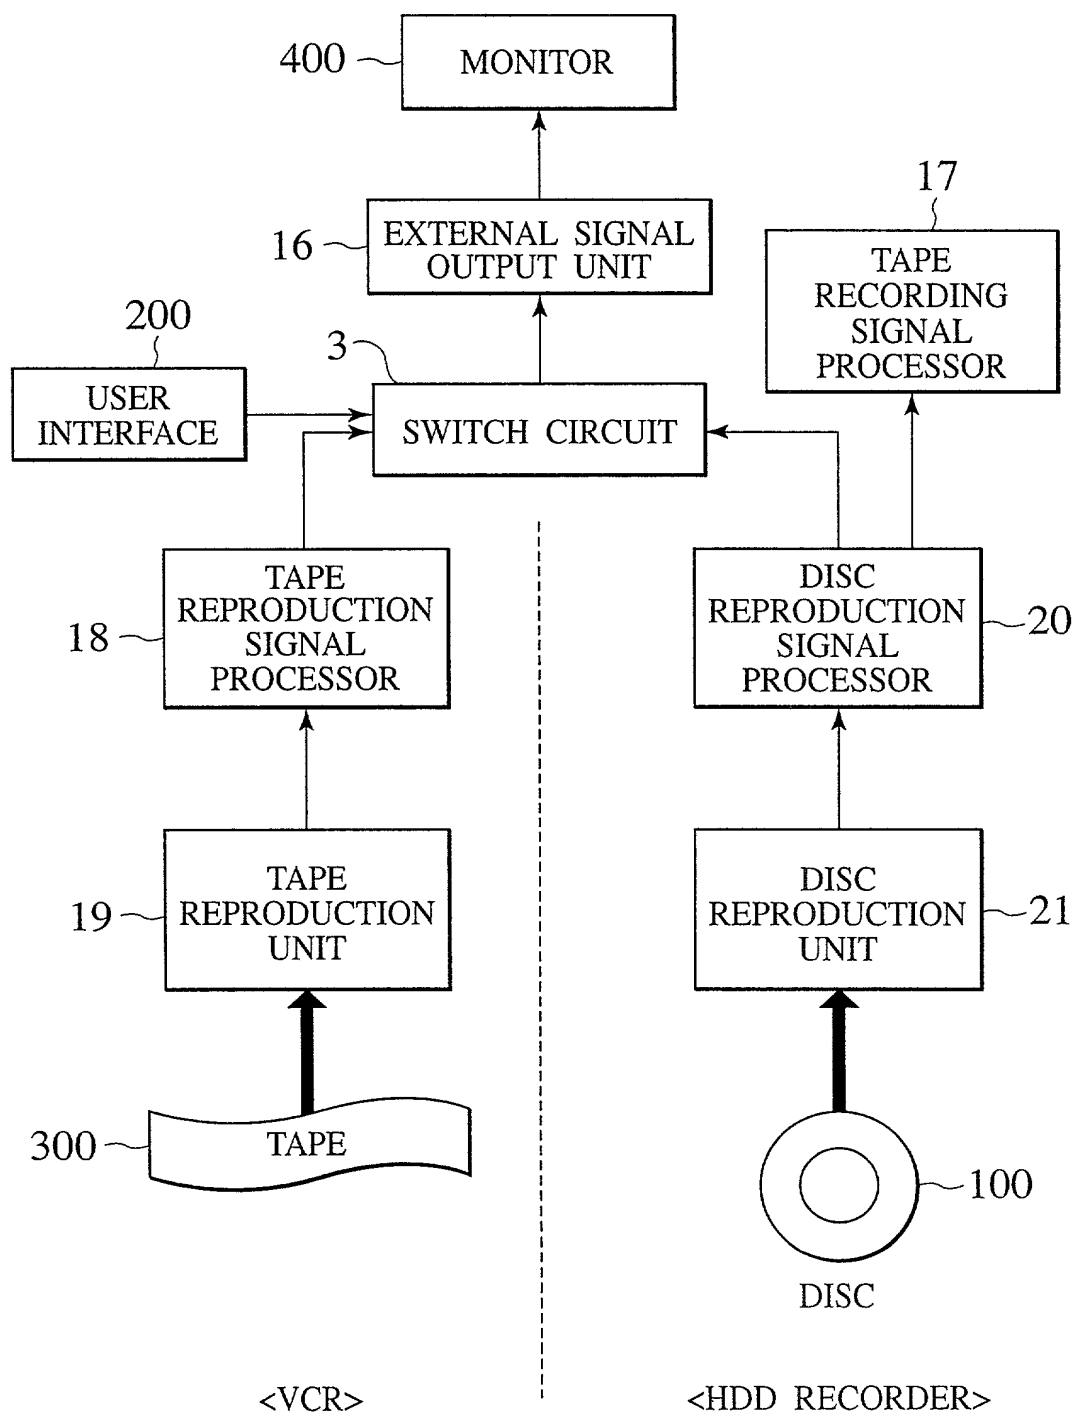 400
MONITOR
17
16
EXTERNAL SIGNAL
OUTPUT UNIT
TAPE
RECORDING
SIGNAL
PROCESSOR
200
3
USER
INTERFACE
SWITCH CIRCUIT
18
TAPE
REPRODUCTION
SIGNAL
PROCESSOR
DISC
REPRODUCTION
SIGNAL
PROCESSOR
20
19
TAPE
REPRODUCTION
UNIT
DISC
REPRODUCTION
UNIT
21
300
TAPE
100
DISC
<VCR>
<HDD RECORDER>